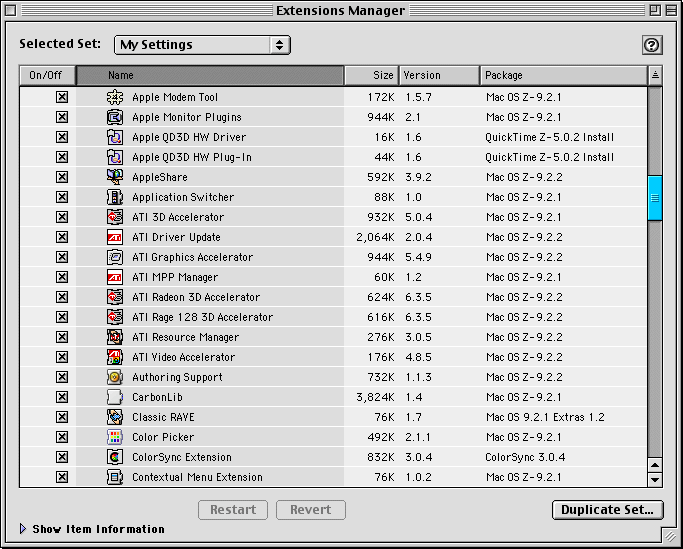 Extensions Manager
Selected Set: My Settings
On/Off Name Size Version Package
Apple Modem Tool 172K 1.5.7 Mac OS Z-9.2.1
Apple Monitor Plugins 944K 2.1 Mac OS Z-9.2.1
Apple QD3D HW Driver 16K 1.6 QuickTime Z-5.0.2 Install
Apple QD3D HW Plug-In 44K 1.6 QuickTime Z-5.0.2 Install
AppleShare 592K 3.9.2 Mac OS Z-9.2.2
Application Switcher 88K 1.0 Mac OS Z-9.2.1
ATI 3D Accelerator 932K 5.0.4 Mac OS Z-9.2.1
ATI Driver Update 2,064K 2.0.4 Mac OS Z-9.2.2
ATI Graphics Accelerator 944K 5.4.9 Mac OS Z-9.2.2
ATI MPP Manager 60K 1.2 Mac OS Z-9.2.1
ATI Radeon 3D Accelerator 624K 6.3.5 Mac OS Z-9.2.2
ATI Rage 128 3D Accelerator 616K 6.3.5 Mac OS Z-9.2.2
ATI Resource Manager 276K 3.0.5 Mac OS Z-9.2.2
ATI Video Accelerator 176K 4.8.5 Mac OS Z-9.2.2
Authoring Support 732K 1.1.3 Mac OS Z-9.2.2
CarbonLib 3,824K 1.4 Mac OS Z-9.2.1
Classic RAVE 76K 1.7 Mac OS 9.2.1 Extras 1.2
Color Picker 492K 2.1.1 Mac OS Z-9.2.1
ColorSync Extension 832K 3.0.4 ColorSync 3.0.4
Contextual Menu Extension 76K 1.0.2 Mac OS Z-9.2.1
Restart Revert Duplicate Set...
Show Item Information